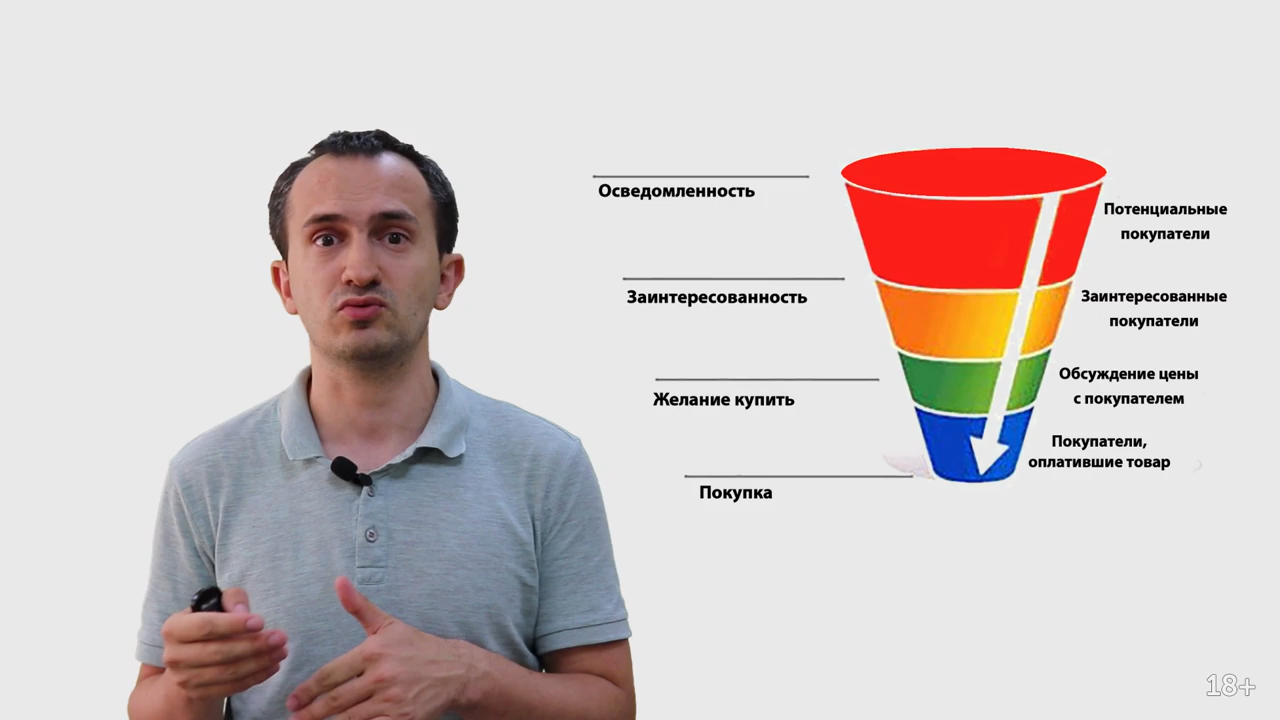 Осведомленность
Потенциальные
покупатели
Заинтересованность
Заинтересованные
покупатели
Желание купить
Обсуждение цены
с покупателем
Покупка
Покупатели,
оплатившие товар
18+